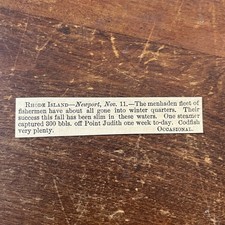 RHODE ISLAND—Newport, Nov. 11.—The menhaden fleet of
fishermen have about all gone into winter quarters. Their
success this fall has been slim in these waters. One steamer
captured 300 bbls. off Point Judith one week to-day. Codfish
very plenty. OCCASIONAL.